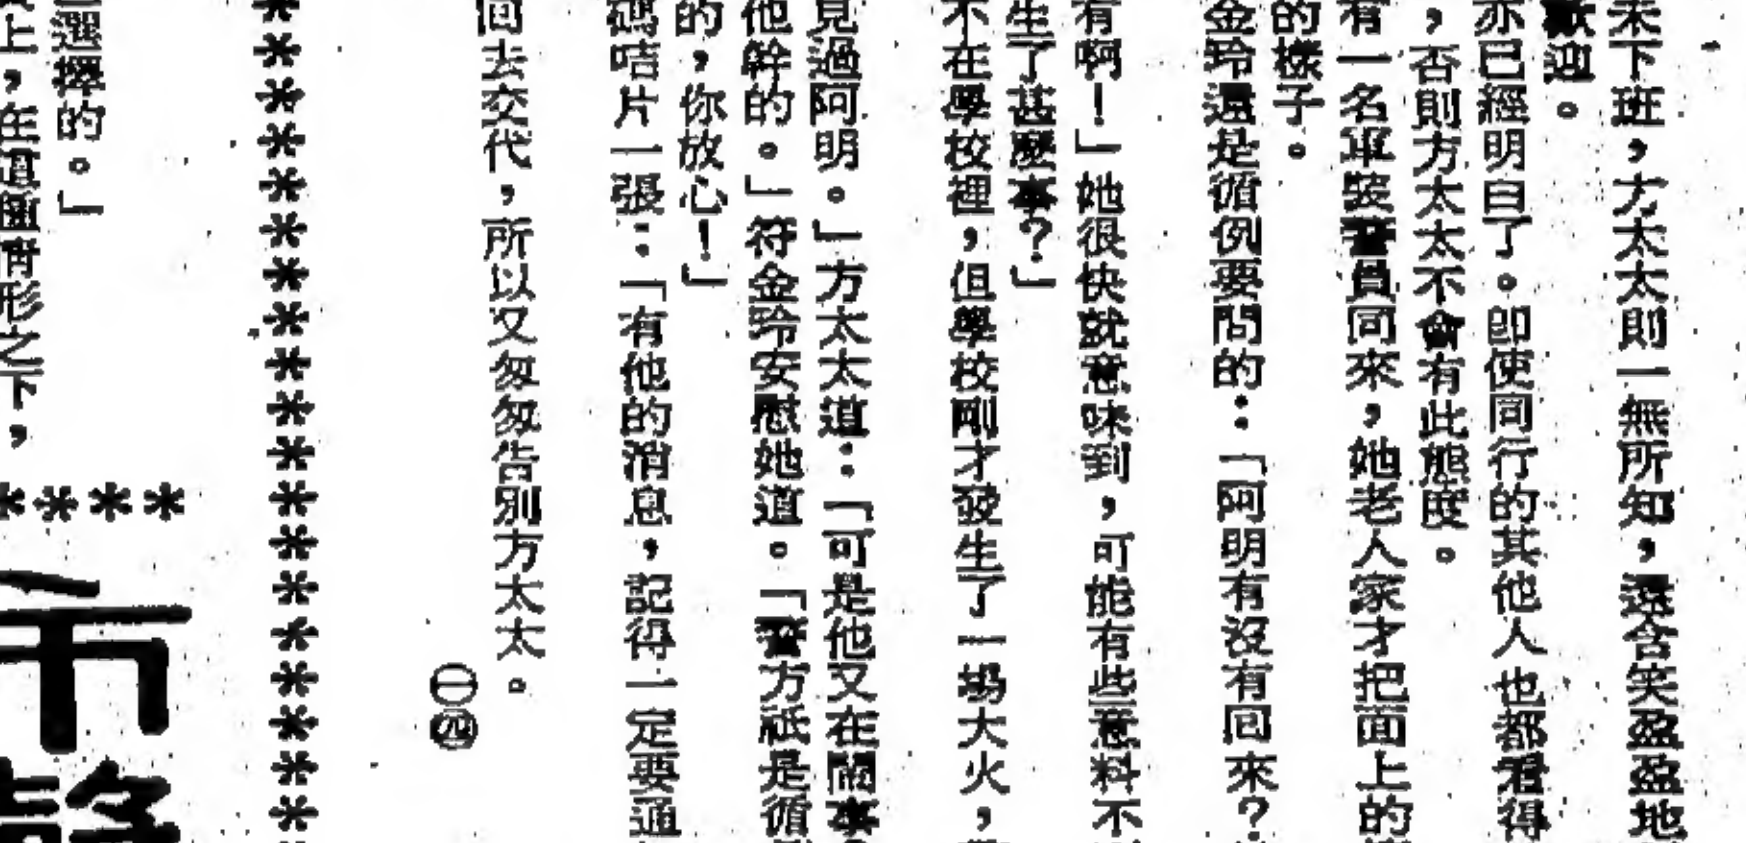 未下班，方太太則一無所知，還含笑盈盈地
歡迎。
亦已經明白了。即使同行的其他人也都看得
，否則方太太不會有此態度。
有一名軍裝警員同來，她老人家才把面上的
的樣子。
金玲還是循例要問的：「阿明有沒有回來？
有啊！」她很快就意味到，可能有些意料不
生了甚麼事？」
不在學校裡，但學校剛才發生了一場大火，
見過阿明。」方太太道：「可是他又在鬧事
他幹的。」符金玲安慰她道。「警方祇是循
的，你放心！」
碼咭片一張：「有他的消息，記得一定要通
回去交代，所以又匆匆告別方太太。
㊀㊃
選擇的。」
上，在這個情形之下，
市